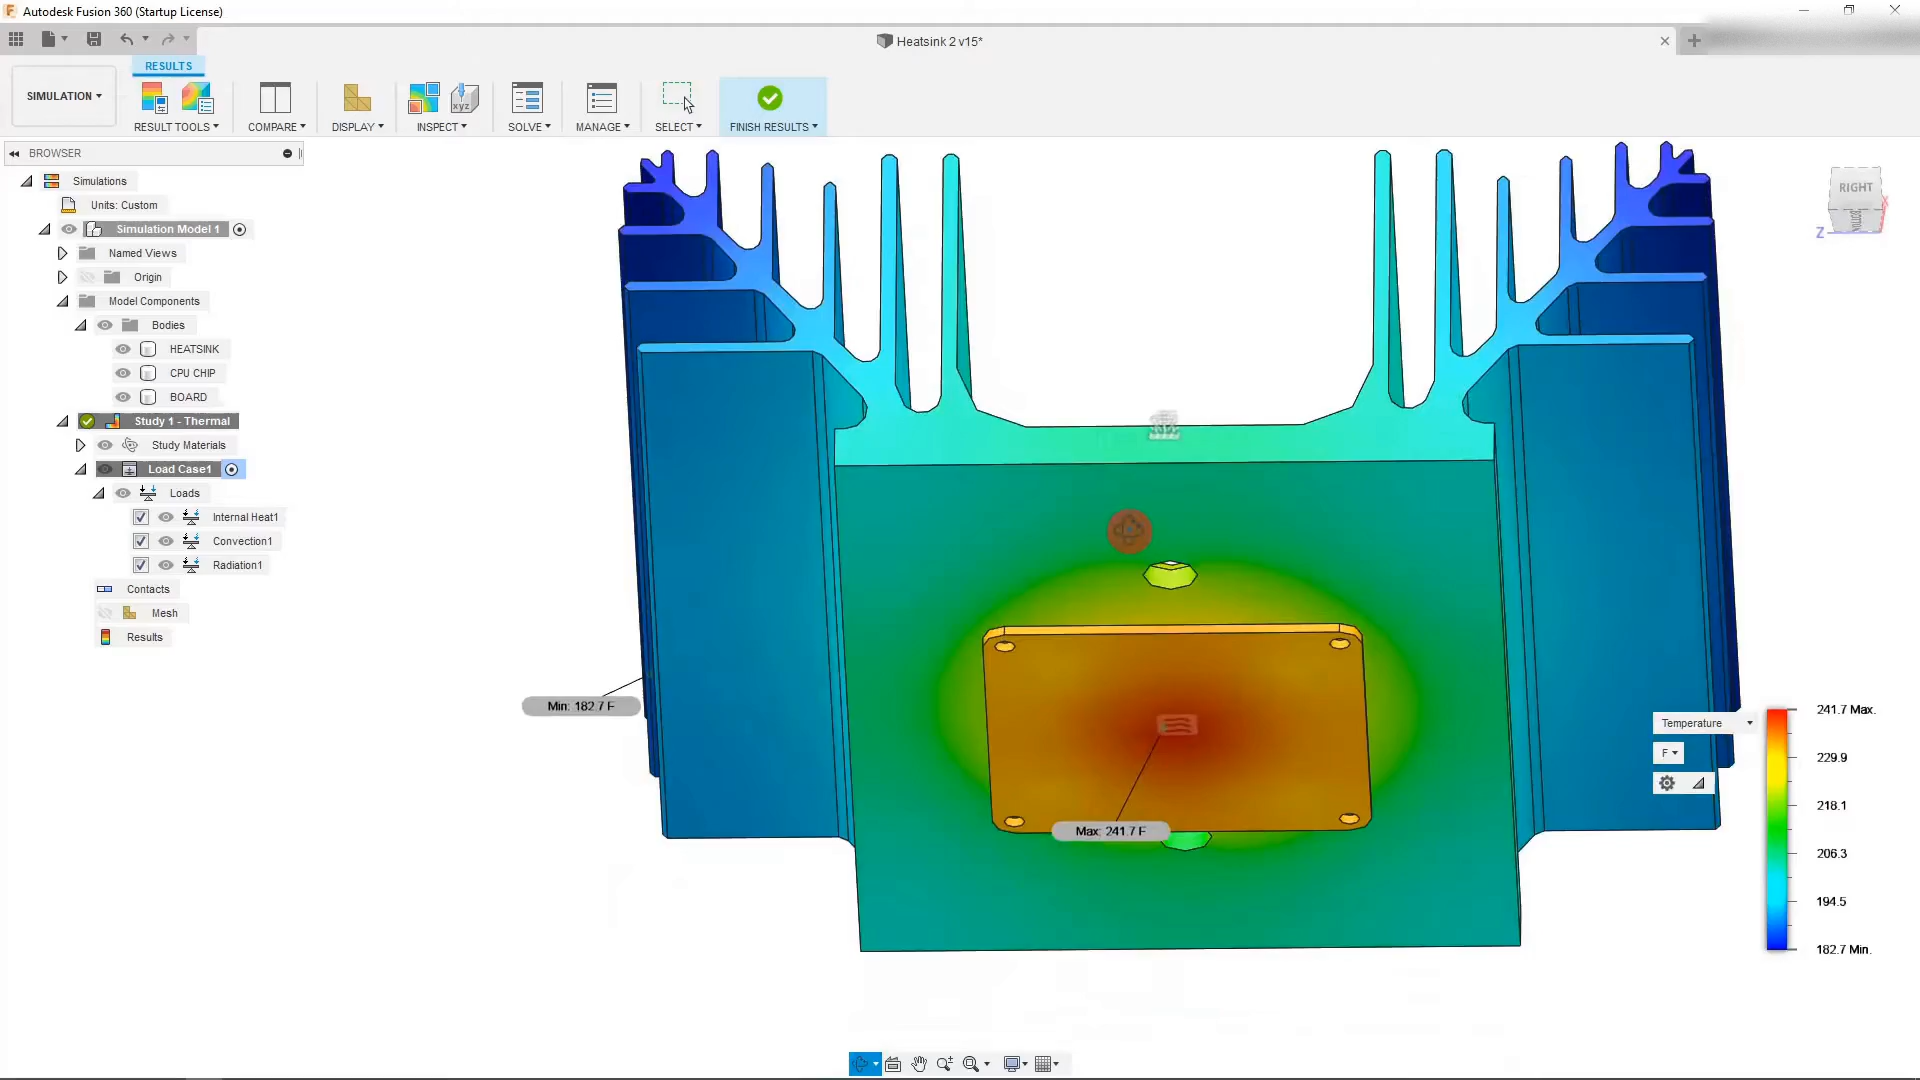 Autodesk Fusion 360 (Startup License)
Heatsink 2 v15*
RESULTS
SIMULATION
RESULT TOOLS
COMPARE
DISPLAY
INSPECT
SOLVE
MANAGE
SELECT
FINISH RESULTS
BROWSER
Simulations
Units: Custom
Simulation Model 1
Named Views
Origin
Model Components
Bodies
HEATSINK
CPU CHIP
BOARD
Study 1 - Thermal
Study Materials
Load Case1
Loads
Internal Heat1
Convection1
Radiation1
Contacts
Mesh
Results
RIGHT
Z
Min: 182.7 F
Max: 241.7 F
Temperature
F
241.7 Max.
229.9
218.1
206.3
194.5
182.7 Min.